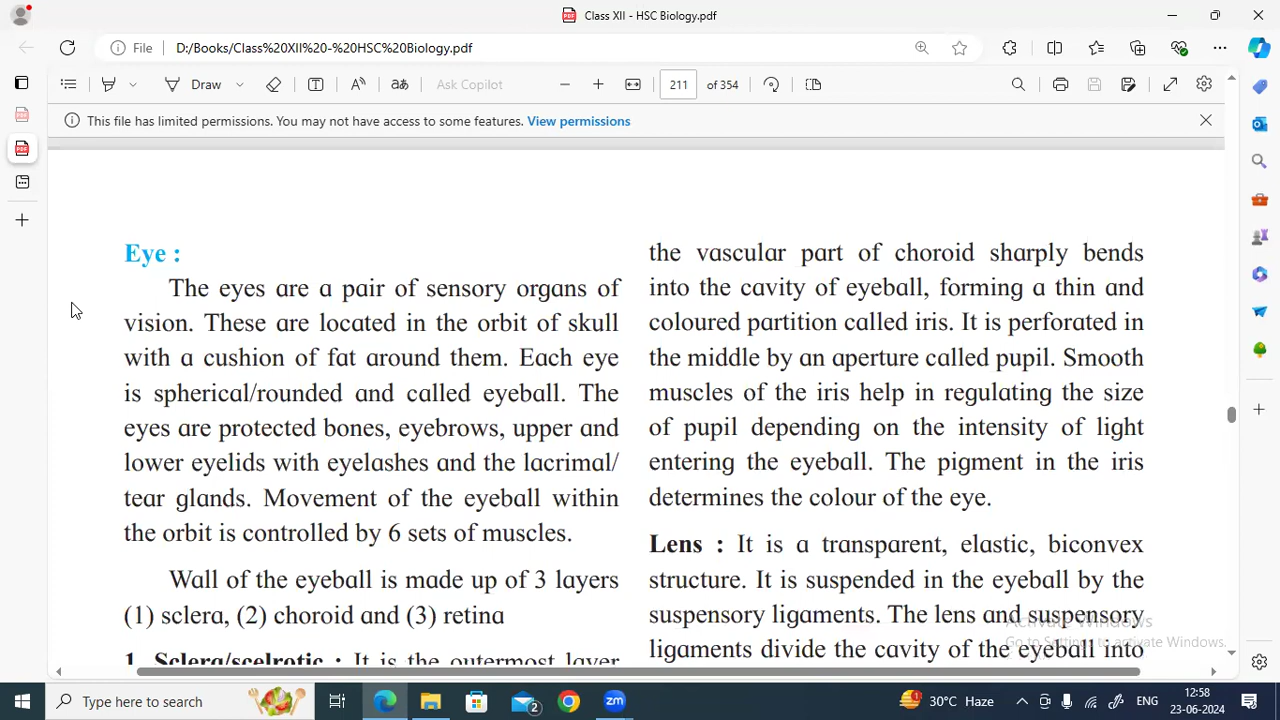 Class XII - HSC Biology.pdf
File
D:/Books/Class%20XII%20-%20HSC%20Biology.pdf
Draw
Ask Copilot
211 of 354
This file has limited permissions. You may not have access to some features. View permissions
Eye :
The eyes are a pair of sensory organs of
vision. These are located in the orbit of skull
with a cushion of fat around them. Each eye
is spherical/rounded and called eyeball. The
eyes are protected bones, eyebrows, upper and
lower eyelids with eyelashes and the lacrimal/
tear glands. Movement of the eyeball within
the orbit is controlled by 6 sets of muscles.
Wall of the eyeball is made up of 3 layers
(1) sclera, (2) choroid and (3) retina
1. Sclera/scelrotic : It is the outermost layer
the vascular part of choroid sharply bends
into the cavity of eyeball, forming a thin and
coloured partition called iris. It is perforated in
the middle by an aperture called pupil. Smooth
muscles of the iris help in regulating the size
of pupil depending on the intensity of light
entering the eyeball. The pigment in the iris
determines the colour of the eye.
Lens : It is a transparent, elastic, biconvex
structure. It is suspended in the eyeball by the
suspensory ligaments. The lens and suspensory
ligaments divide the cavity of the eyeball into
Activate Windows
Go to Settings to activate Windows.
Type here to search
2
30°C Haze
ENG
12:58
23-06-2024